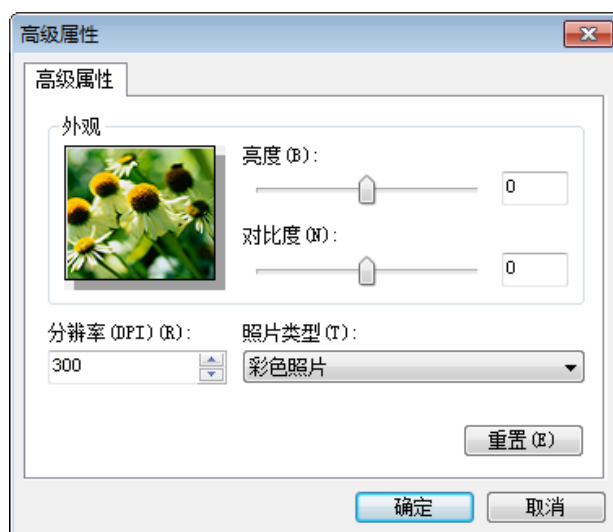 高级属性
高级属性
外观
亮度(B):
0
对比度(N):
0
分辨率(DPI)(R):
照片类型(T):
300
彩色照片
重置(E)
确定
取消